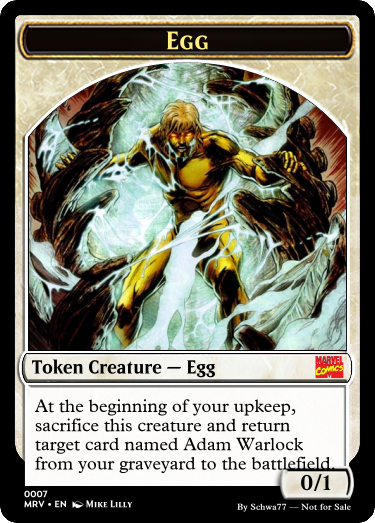 Egg
Token Creature — Egg
MARVEL
COMICS
At the beginning of your upkeep,
sacrifice this creature and return
target card named Adam Warlock
from your graveyard to the battlefield.
0/1
0007
MRV • EN Mike Lilly
By Schwa77 — Not for Sale